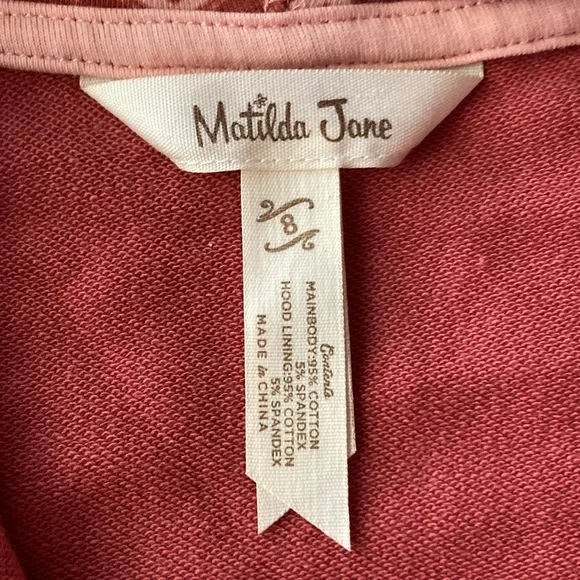 Matilda Jane
8
Contents
MAINBODY:95% COTTON
5% SPANDEX
HOOD LINING:95% COTTON
5% SPANDEX
MADE in CHINA